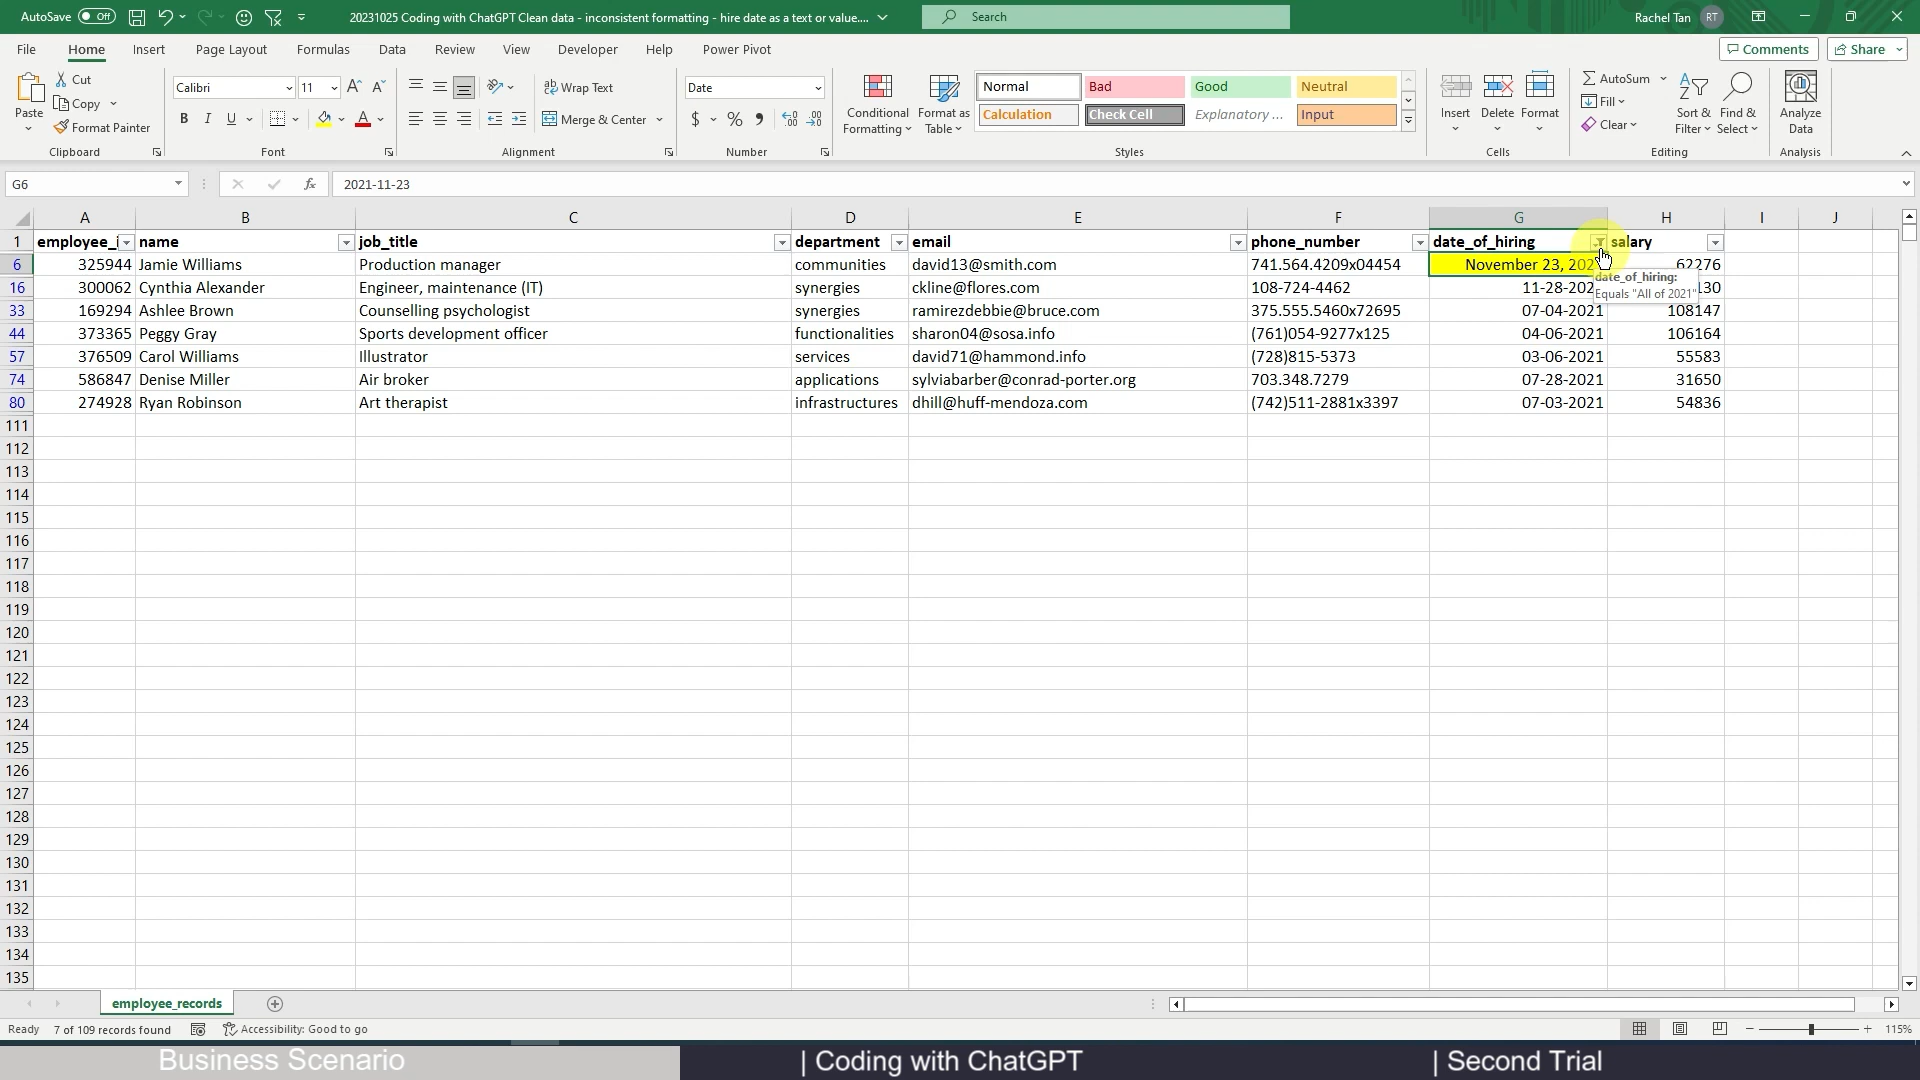 AutoSave Off 20231025 Coding with ChatGPT Clean data - inconsistent formatting - hire date as a text or value.... Search Rachel Tan RT
File Home Insert Page Layout Formulas Data Review View Developer Help Power Pivot Comments Share
Paste Cut Copy Format Painter Clipboard
Calibri 11 A A B I U A Font
ab Wrap Text Merge & Center Alignment
Date $ % Number
Conditional Formatting Format as Table Normal Bad Good Neutral Calculation Check Cell Explanatory ... Input Styles
Insert Delete Format Cells
AutoSum Fill Clear Sort & Filter Find & Select Editing
Analyze Data Analysis
G6 fx 2021-11-23
A B C D E F G H I J
1 employee_i name job_title department email phone_number date_of_hiring salary
6 325944 Jamie Williams Production manager communities david13@smith.com 741.564.4209x04454 November 23, 202 62276
date_of_hiring:
Equals "All of 2021"
16 300062 Cynthia Alexander Engineer, maintenance (IT) synergies ckline@flores.com 108-724-4462 11-28-202 130
33 169294 Ashlee Brown Counselling psychologist synergies ramirezdebbie@bruce.com 375.555.5460x72695 07-04-2021 108147
44 373365 Peggy Gray Sports development officer functionalities sharon04@sosa.info (761)054-9277x125 04-06-2021 106164
57 376509 Carol Williams Illustrator services david71@hammond.info (728)815-5373 03-06-2021 55583
74 586847 Denise Miller Air broker applications sylviabarber@conrad-porter.org 703.348.7279 07-28-2021 31650
80 274928 Ryan Robinson Art therapist infrastructures dhill@huff-mendoza.com (742)511-2881x3397 07-03-2021 54836
111
112
113
114
115
116
117
118
119
120
121
122
123
124
125
126
127
128
129
130
131
132
133
134
135
employee_records
Ready 7 of 109 records found Accessibility: Good to go 115%
Business Scenario | Coding with ChatGPT | Second Trial